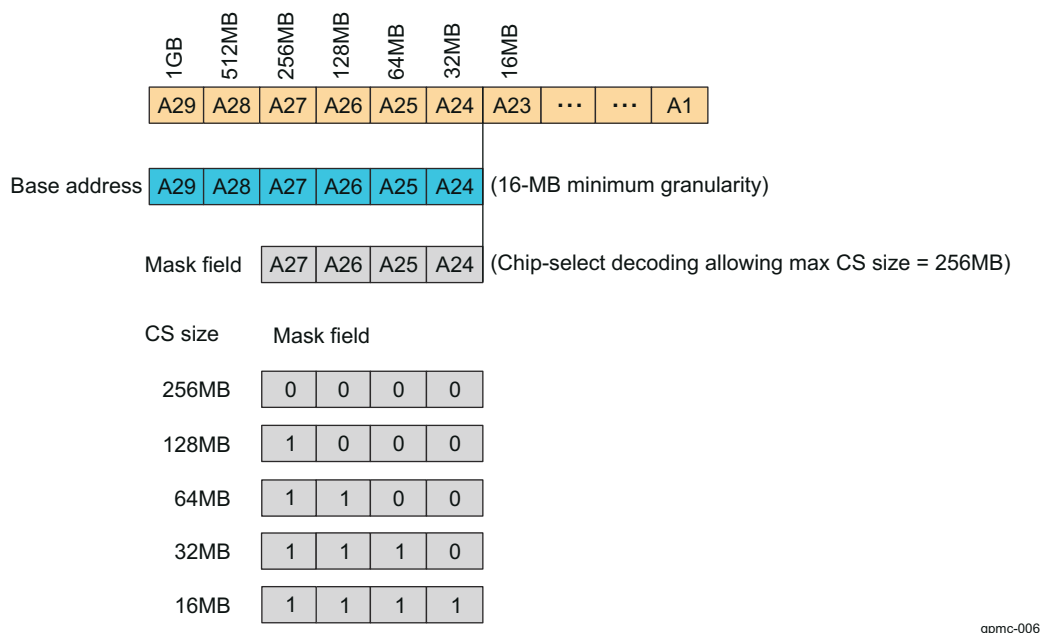 1GB 512MB 256MB 128MB 64MB 32MB 16MB
A29 A28 A27 A26 A25 A24 A23 ... ... A1
Base address A29 A28 A27 A26 A25 A24 (16-MB minimum granularity)
Mask field A27 A26 A25 A24 (Chip-select decoding allowing max CS size = 256MB)
CS size Mask field
256MB 0 0 0 0
128MB 1 0 0 0
64MB 1 1 0 0
32MB 1 1 1 0
16MB 1 1 1 1
gpmc-006